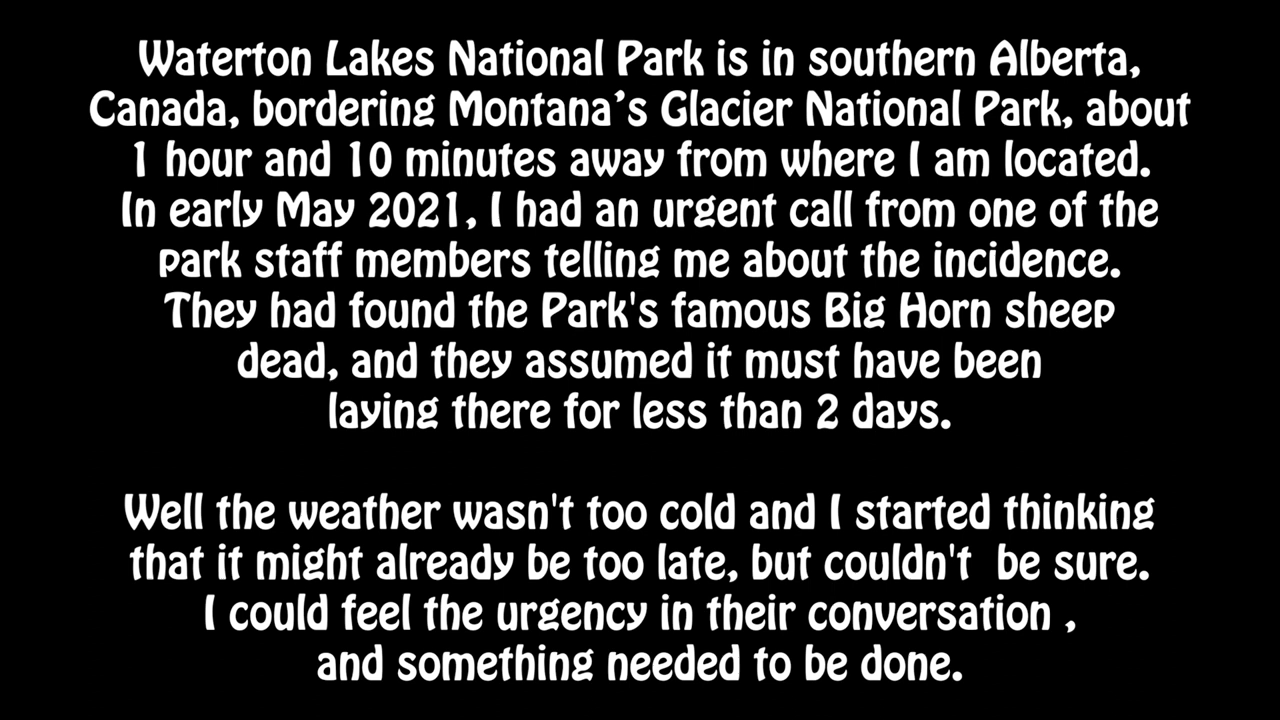 Waterton Lakes National Park is in southern Alberta,
Canada, bordering Montana’s Glacier National Park, about
1 hour and 10 minutes away from where I am located.
In early May 2021, I had an urgent call from one of the
park staff members telling me about the incidence.
They had found the Park's famous Big Horn sheep
dead, and they assumed it must have been
laying there for less than 2 days.
Well the weather wasn't too cold and I started thinking
that it might already be too late, but couldn't  be sure.
I could feel the urgency in their conversation ,
and something needed to be done.